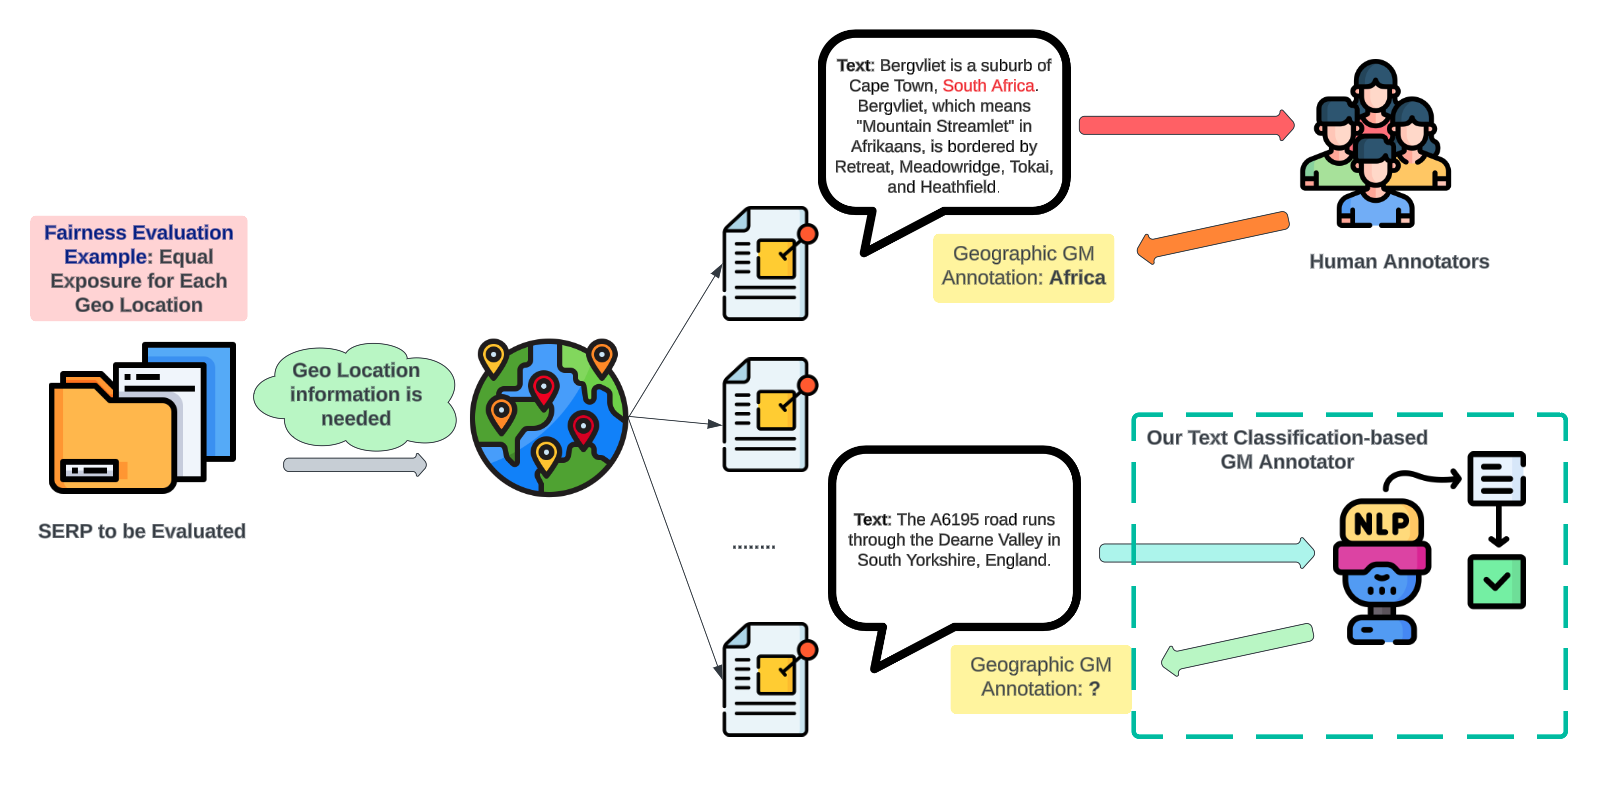 Text: Bergvliet is a suburb of
Cape Town, South Africa.
Bergvliet, which means
"Mountain Streamlet" in
Afrikaans, is bordered by
Retreat, Meadowridge, Tokai,
and Heathfield.
Human Annotators
Geographic GM
Annotation: Africa
Fairness Evaluation
Example: Equal
Exposure for Each
Geo Location
Geo Location
information is
needed
SERP to be Evaluated
........
Text: The A6195 road runs
through the Dearne Valley in
South Yorkshire, England.
Our Text Classification-based
GM Annotator
NLP
Geographic GM
Annotation: ?